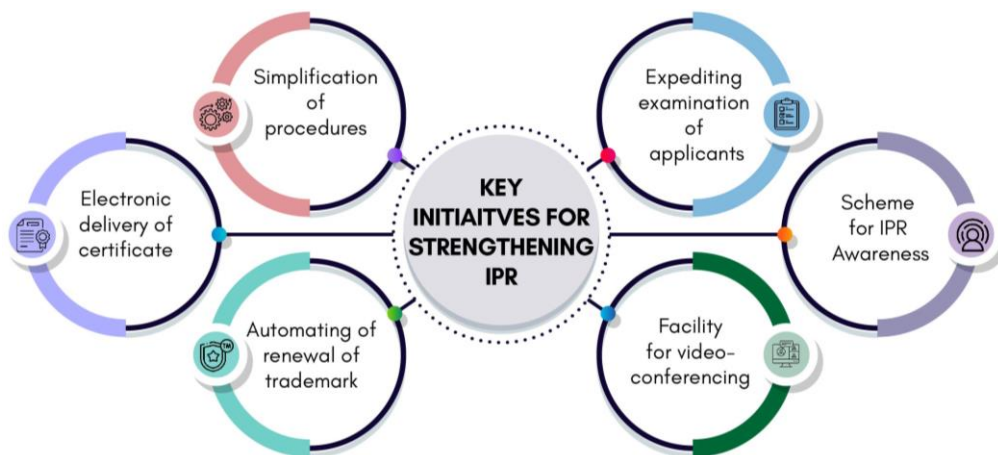 Simplification
of
procedures
Expediting
examination
of
applicants
Electronic
delivery of
certificate
KEY
INITIAITVES FOR
STRENGTHENING
IPR
Scheme
for IPR
Awareness
Automating of
renewal of
trademark
TM
Facility
for video-
conferencing